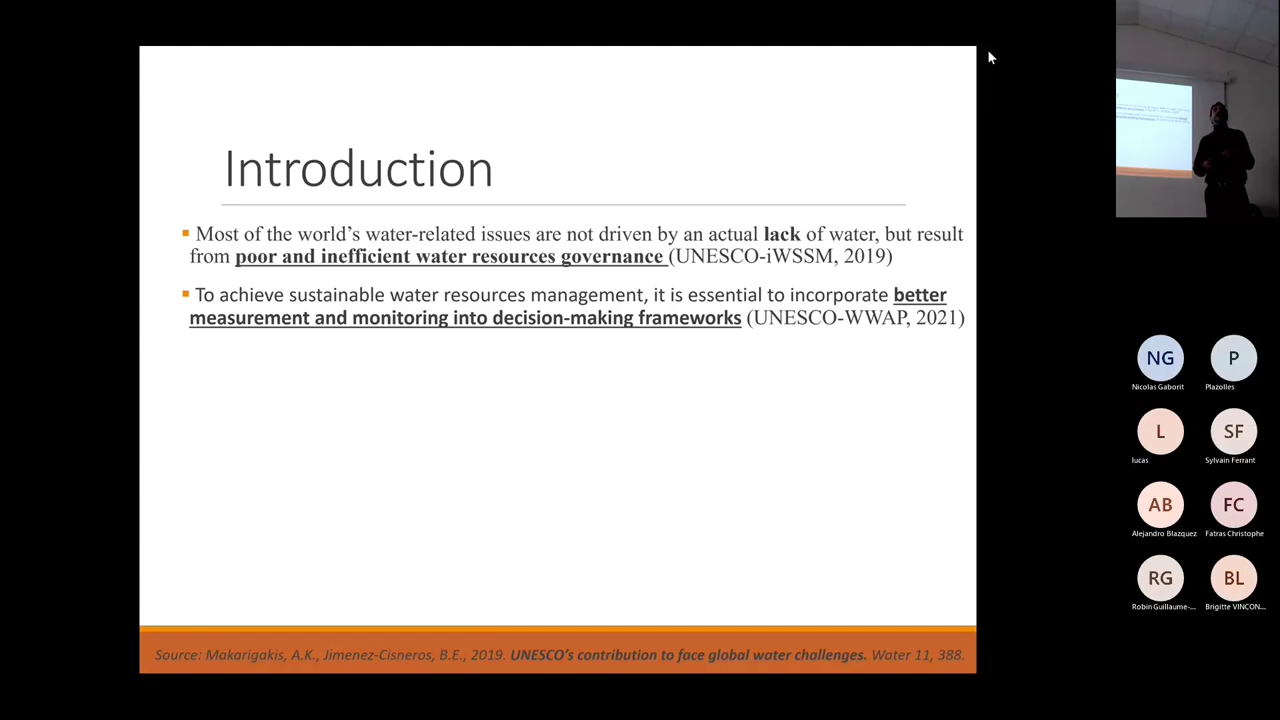 Introduction
▪ Most of the world’s water-related issues are not driven by an actual lack of water, but result
from poor and inefficient water resources governance (UNESCO-iWSSM, 2019)
▪ To achieve sustainable water resources management, it is essential to incorporate better
measurement and monitoring into decision-making frameworks (UNESCO-WWAP, 2021)
Source: Makarigakis, A.K., Jimenez-Cisneros, B.E., 2019. UNESCO’s contribution to face global water challenges. Water 11, 388.
NG
Nicolas Gaborit
P
Plazolles
L
lucas
SF
Sylvain Ferrant
AB
Alejandro Blazquez
FC
Fatras Christophe
RG
Robin Guillaume-...
BL
Brigitte VINCON...